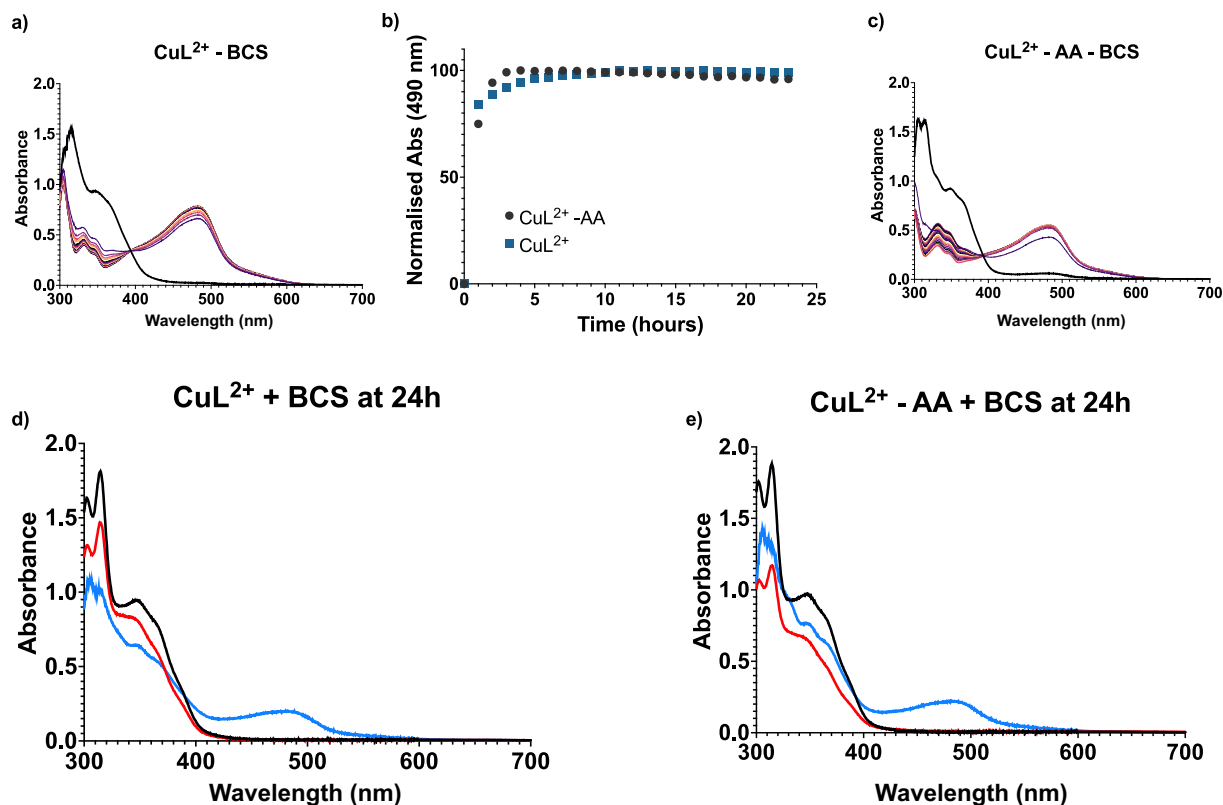 a)
CuL²⁺ - BCS
2.0
1.5
1.0
0.5
0.0
300 400 500 600 700
Absorbance
Wavelength (nm)
b)
100
50
0
0 5 10 15 20 25
Normalised Abs (490 nm)
Time (hours)
CuL²⁺ -AA
CuL²⁺
c)
CuL²⁺ - AA - BCS
2.0
1.5
1.0
0.5
0.0
300 400 500 600 700
Absorbance
Wavelength (nm)
d)
CuL²⁺ + BCS at 24h
2.0
1.5
1.0
0.5
0.0
300 400 500 600 700
Absorbance
Wavelength (nm)
e)
CuL²⁺ - AA + BCS at 24h
2.0
1.5
1.0
0.5
0.0
300 400 500 600 700
Absorbance
Wavelength (nm)